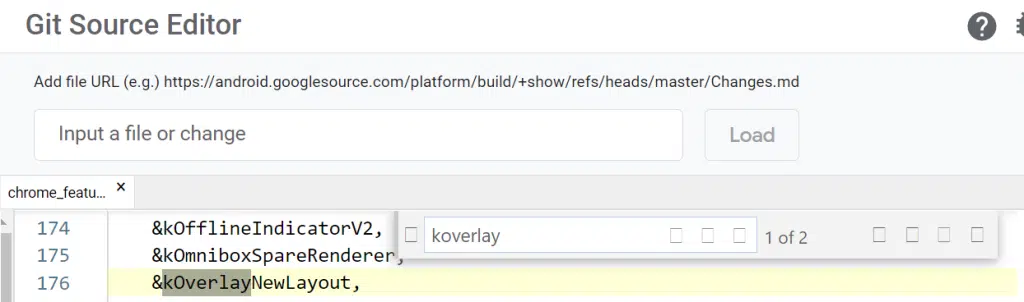 Git Source Editor
Add file URL (e.g.) https://android.googlesource.com/platform/build/+show/refs/heads/master/Changes.md
Input a file or change
Load
chrome_featu... ×
174 &kOfflineIndicatorV2,
koverlay
1 of 2
175 &kOmniboxSpareRenderer,
176 &kOverlayNewLayout,